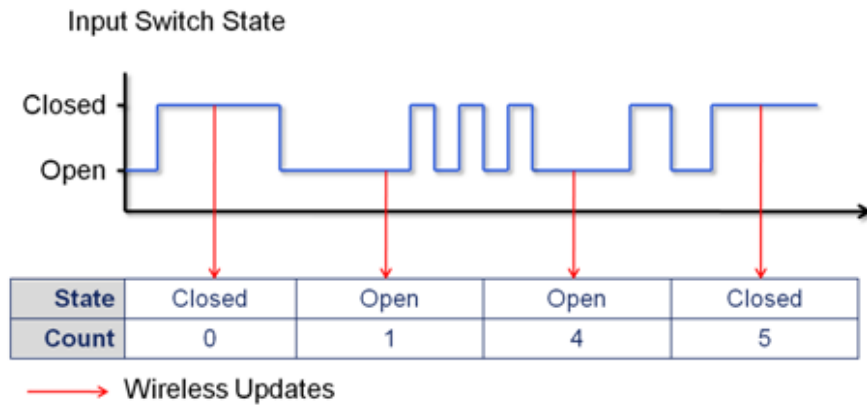 Input Switch State
Closed
Open
State Closed Open Open Closed
Count 0 1 4 5
Wireless Updates